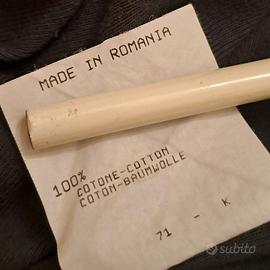 MADE IN ROMANIA
100%
COTONE-COTTON
COTON-BAUMWOLLE
71 - K
subito